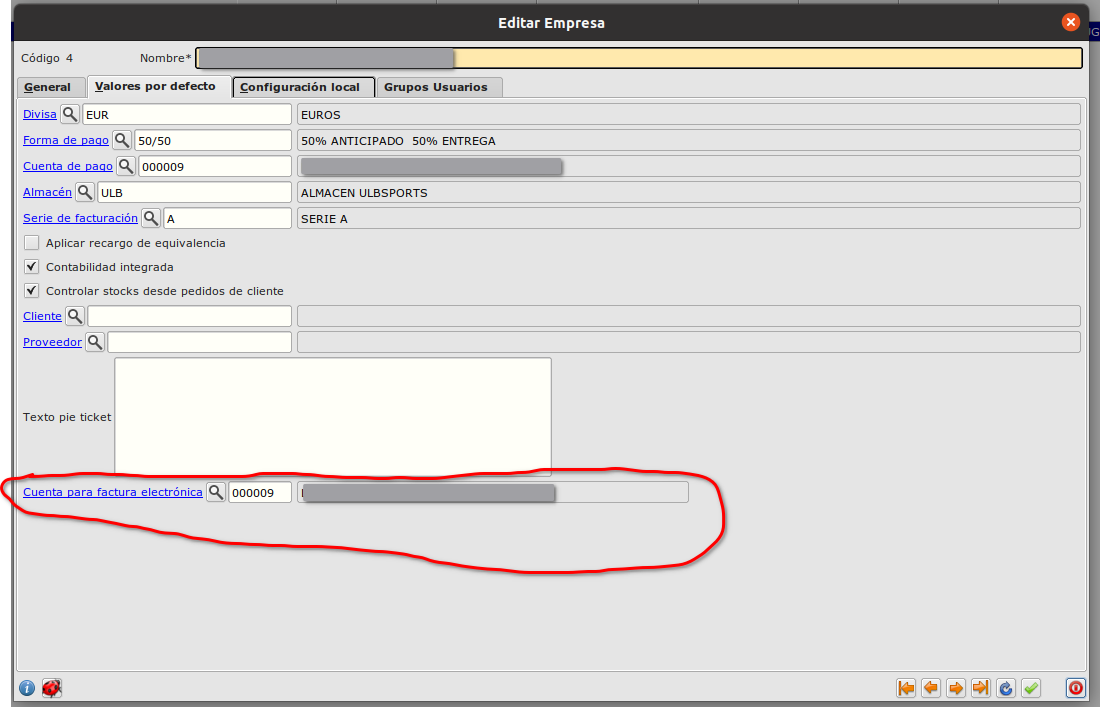 Editar Empresa
Código 4 Nombre*
General Valores por defecto Configuración local Grupos Usuarios
Divisa EUR EUROS
Forma de pago 50/50 50% ANTICIPADO 50% ENTREGA
Cuenta de pago 000009
Almacén ULB ALMACEN ULBSPORTS
Serie de facturación A SERIE A
Aplicar recargo de equivalencia
Contabilidad integrada
Controlar stocks desde pedidos de cliente
Cliente
Proveedor
Texto pie ticket
Cuenta para factura electrónica 000009